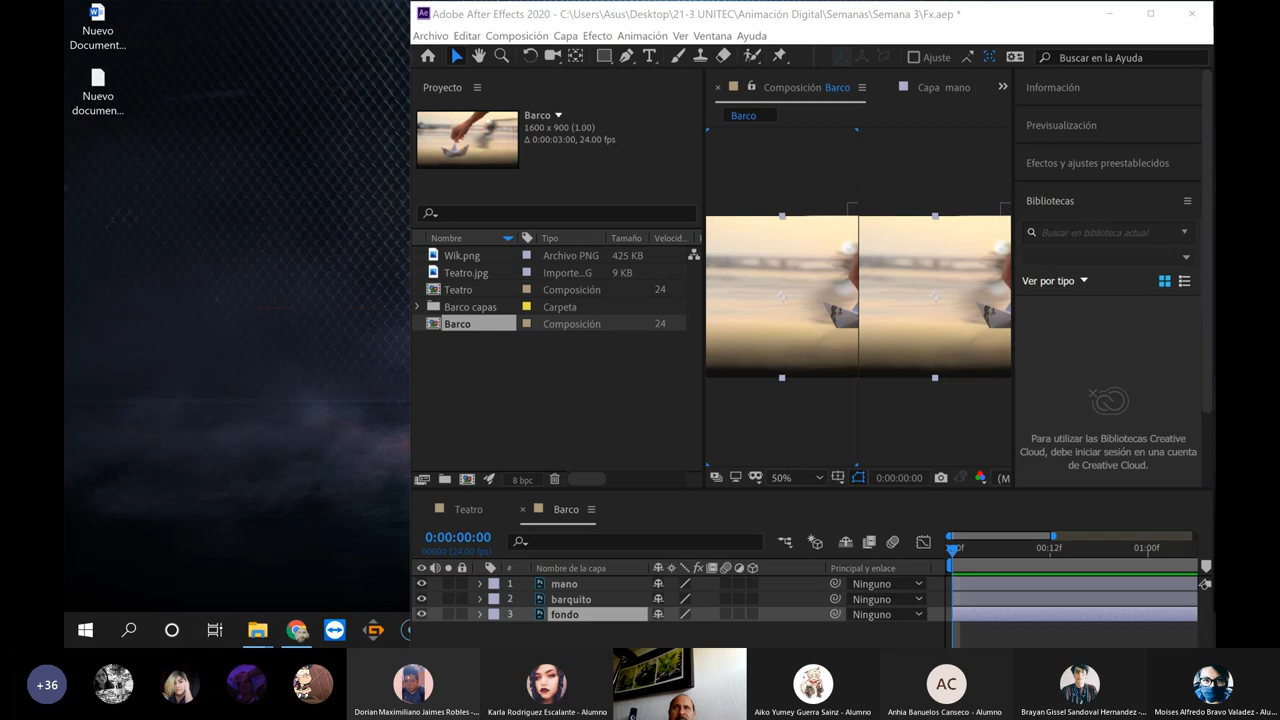 Nuevo
Document...
Nuevo
documen...
Ae Adobe After Effects 2020 - C:\Users\Asus\Desktop\21-3 UNITEC\Animación Digital\Semanas\Semana 3\Fx.aep *
Archivo Editar Composición Capa Efecto Animación Ver Ventana Ayuda
Ajuste
Buscar en la Ayuda
Proyecto
Barco
1600 x 900 (1.00)
Δ 0:00:03:00, 24.00 fps
Nombre Tipo Tamaño Velocid...
Wik.png Archivo PNG 425 KB
Teatro.jpg Importe...G 9 KB
Teatro Composición 24
Barco capas Carpeta
Barco Composición 24
8 bpc
Composición Barco
Capa mano
Barco
50%
0:00:00:00
(M
Información
Previsualización
Efectos y ajustes preestablecidos
Bibliotecas
Buscar en biblioteca actual
Ver por tipo
Para utilizar las Bibliotecas Creative
Cloud, debe iniciar sesión en una cuenta
de Creative Cloud.
Teatro
Barco
0:00:00:00
00000 (24.00 fps)
00f 00:12f 01:00f
# Nombre de la capa fx Principal y enlace
1 mano Ninguno
2 barquito Ninguno
3 fondo Ninguno
+36
Dorian Maximiliano Jaimes Robles -...
Karla Rodriguez Escalante - Alumno
Aiko Yumey Guerra Sainz - Alumno
AC
Anhia Banuelos Canseco - Alumno
Brayan Gissel Sandoval Hernandez -...
Moises Alfredo Bravo Valadez - Alu...